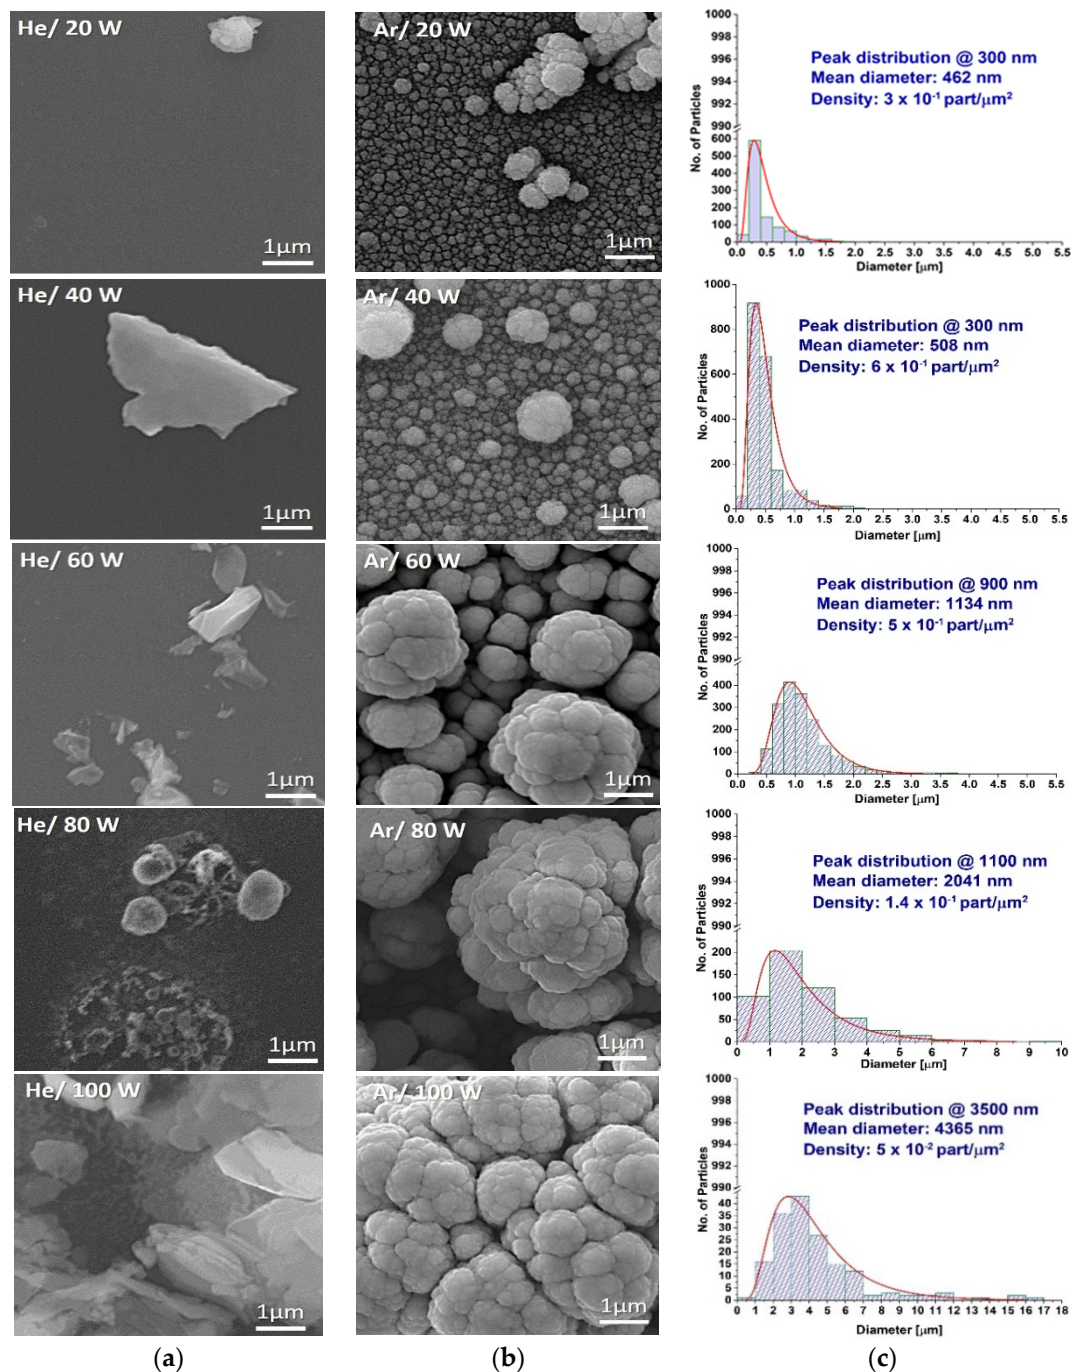 He/ 20 W
1μm
Ar/ 20 W
1μm
1000
998
996
994
992
990
600
500
400
300
200
100
0
No. of Particles
Peak distribution @ 300 nm
Mean diameter: 462 nm
Density: 3 x 10⁻¹ part/μm²
0.0 0.5 1.0 1.5 2.0 2.5 3.0 3.5 4.0 4.5 5.0 5.5
Diameter [μm]
He/ 40 W
1μm
Ar/ 40 W
1μm
1000
800
600
400
200
0
No. of Particles
Peak distribution @ 300 nm
Mean diameter: 508 nm
Density: 6 x 10⁻¹ part/μm²
0.0 0.5 1.0 1.5 2.0 2.5 3.0 3.5 4.0 4.5 5.0 5.5
Diameter [μm]
He/ 60 W
1μm
Ar/ 60 W
1μm
1000
998
996
994
992
990
400
300
200
100
0
No. of Particles
Peak distribution @ 900 nm
Mean diameter: 1134 nm
Density: 5 x 10⁻¹ part/μm²
0.0 0.5 1.0 1.5 2.0 2.5 3.0 3.5 4.0 4.5 5.0 5.5
Diameter [μm]
He/ 80 W
1μm
Ar/ 80 W
1μm
1000
998
996
994
992
990
200
150
100
50
0
No. of Particles
Peak distribution @ 1100 nm
Mean diameter: 2041 nm
Density: 1.4 x 10⁻¹ part/μm²
0 1 2 3 4 5 6 7 8 9 10
Diameter [μm]
He/ 100 W
1μm
Ar/ 100 W
1μm
1000
998
996
994
992
990
40
35
30
25
20
15
10
5
0
No. of Particles
Peak distribution @ 3500 nm
Mean diameter: 4365 nm
Density: 5 x 10⁻² part/μm²
0 1 2 3 4 5 6 7 8 9 10 11 12 13 14 15 16 17 18
Diameter [μm]
(a) (b) (c)